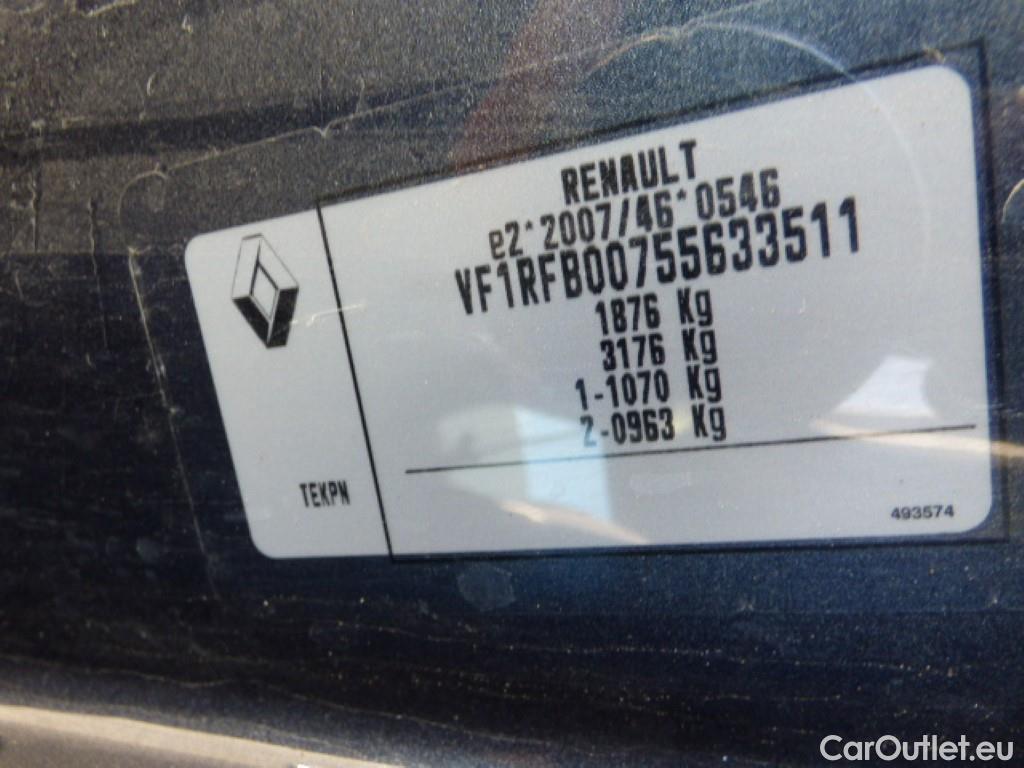 RENAULT
e2*2007/46*0546
VF1RFB00755633511
1876 Kg
3176 Kg
1-1070 Kg
2-0963 Kg
TEKPN
493574
CarOutlet.eu